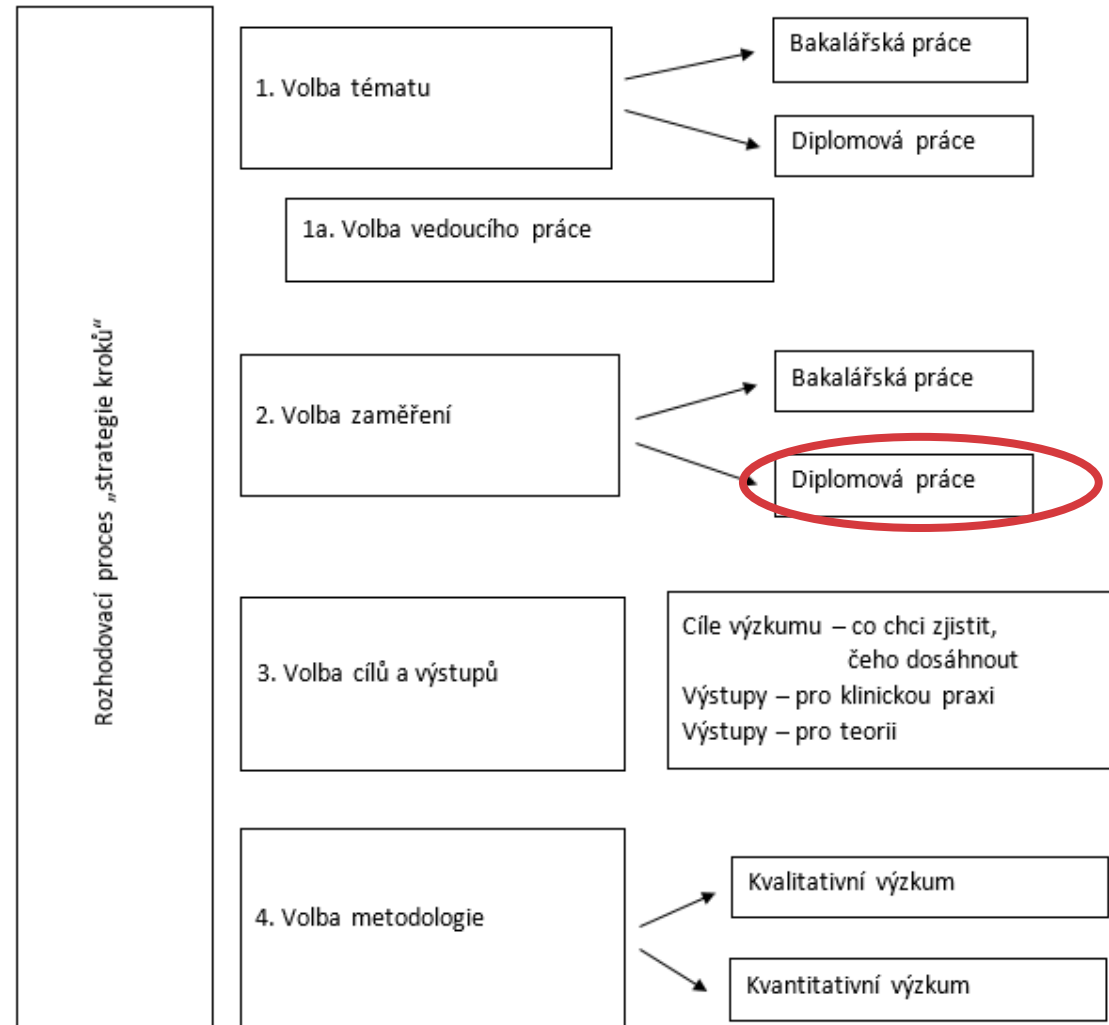 Rozhodovací proces „strategie kroků“
1. Volba tématu
Bakalářská práce
Diplomová práce
1a. Volba vedoucího práce
2. Volba zaměření
Bakalářská práce
Diplomová práce
3. Volba cílů a výstupů
Cíle výzkumu – co chci zjistit,
čeho dosáhnout
Výstupy – pro klinickou praxi
Výstupy – pro teorii
4. Volba metodologie
Kvalitativní výzkum
Kvantitativní výzkum